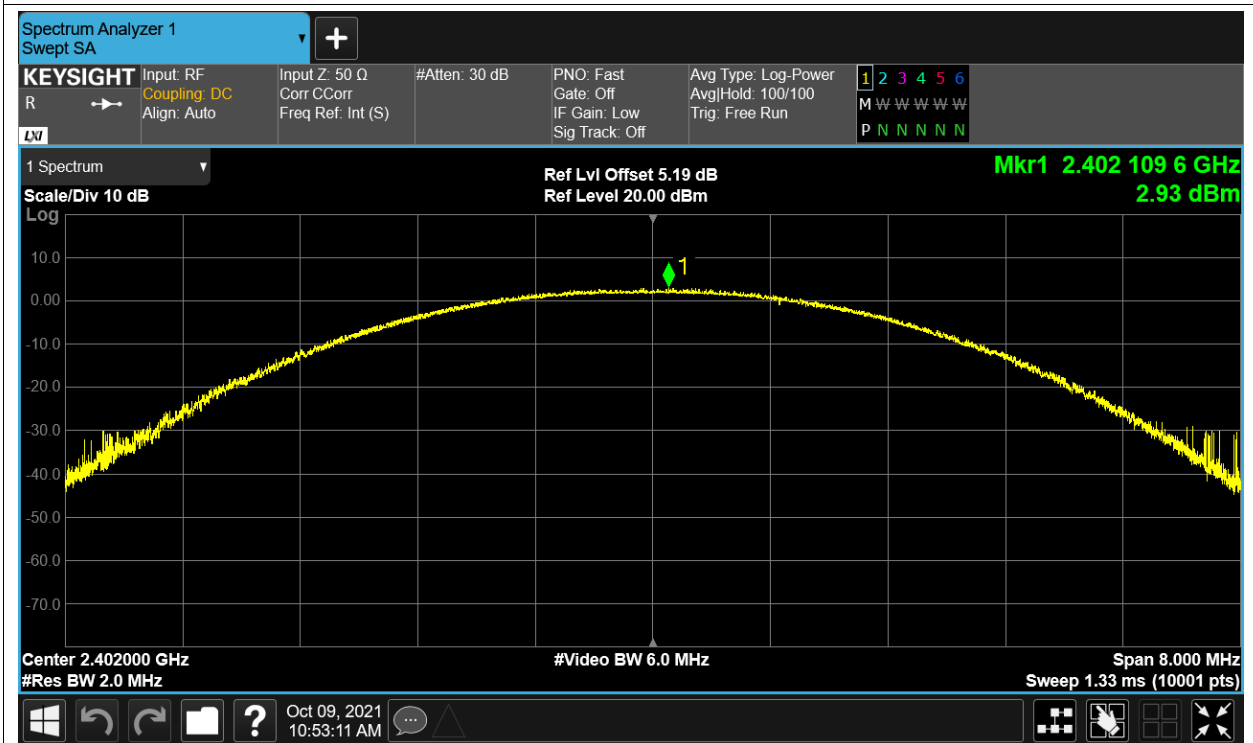 Spectrum Analyzer 1
Swept SA
KEYSIGHT
R
LXI
Input: RF
Coupling: DC
Align: Auto
Input Z: 50 Ω
Corr CCorr
Freq Ref: Int (S)
#Atten: 30 dB
PNO: Fast
Gate: Off
IF Gain: Low
Sig Track: Off
Avg Type: Log-Power
Avg|Hold: 100/100
Trig: Free Run
1 2 3 4 5 6
M W W W W W
P N N N N N
1 Spectrum
Scale/Div 10 dB
Log
Ref Lvl Offset 5.19 dB
Ref Level 20.00 dBm
Mkr1 2.402 109 6 GHz
2.93 dBm
1
10.0
0.00
-10.0
-20.0
-30.0
-40.0
-50.0
-60.0
-70.0
Center 2.402000 GHz
#Res BW 2.0 MHz
#Video BW 6.0 MHz
Span 8.000 MHz
Sweep 1.33 ms (10001 pts)
?
Oct 09, 2021
10:53:11 AM